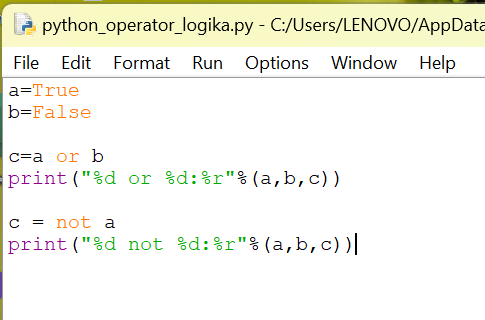 python_operator_logika.py - C:/Users/LENOVO/AppData
File Edit Format Run Options Window Help
a=True
b=False
c=a or b
print("%d or %d:%r"%(a,b,c))
c = not a
print("%d not %d:%r"%(a,b,c))